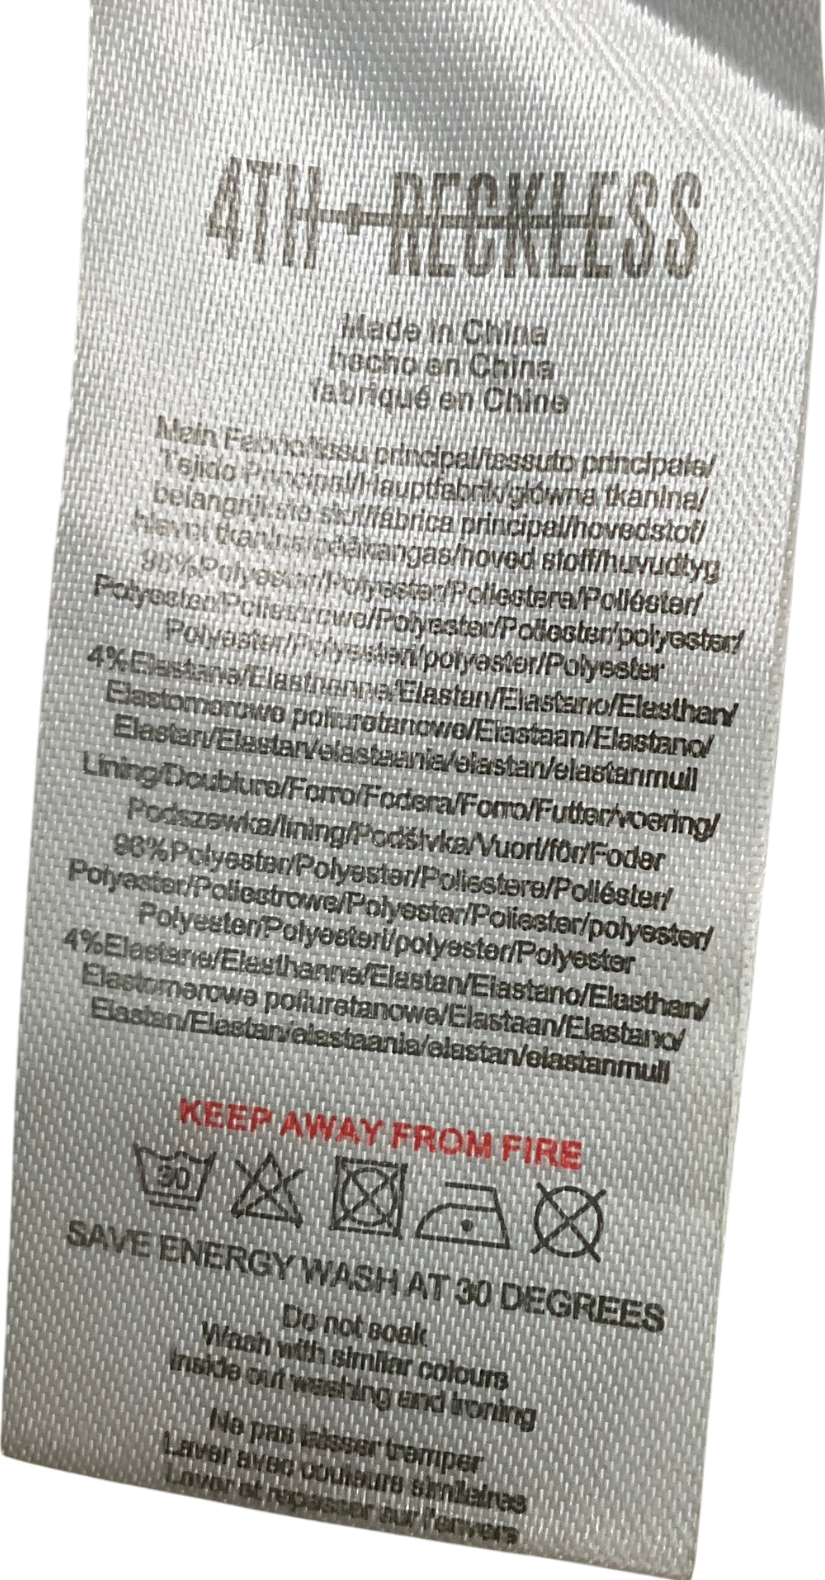 4TH + RECKLESS
Made in China
hecho en China
fabriqué en Chine
Main Fabric/tissu principal/tessuto principale/
Tejido Principal/Hauptfabrik/główna tkanina/
belangrijkste stof/fábrica principal/hovedstof/
hlavní tkanina/pääkangas/hoved stoff/huvudtyg
96%Polyester/Polyester/Poliestere/Poliéster/
Polyester/Poliestrowe/Polyester/Poliester/polyester/
Polyester/Polyesteri/polyester/Polyester
4%Elastane/Elasthanne/Elastan/Elastano/Elasthan/
Elastomerowe poliuretanowe/Elastaan/Elastano/
Elastan/Elastan/elastaania/elastan/elastanmull
Lining/Doublure/Forro/Fodera/Forro/Futter/voering/
Podszewka/lining/Podšívka/Vuori/fôr/Foder
96%Polyester/Polyester/Poliestere/Poliéster/
Polyester/Poliestrowe/Polyester/Poliester/polyester/
Polyester/Polyesteri/polyester/Polyester
4%Elastane/Elasthanne/Elastan/Elastano/Elasthan/
Elastomerowe poliuretanowe/Elastaan/Elastano/
Elastan/Elastan/elastaania/elastan/elastanmull
KEEP AWAY FROM FIRE
30
SAVE ENERGY WASH AT 30 DEGREES
Do not soak
Wash with similar colours
Inside out washing and ironing
Ne pas laisser tremper
Laver avec couleurs similaires
Laver et repasser sur l'envers